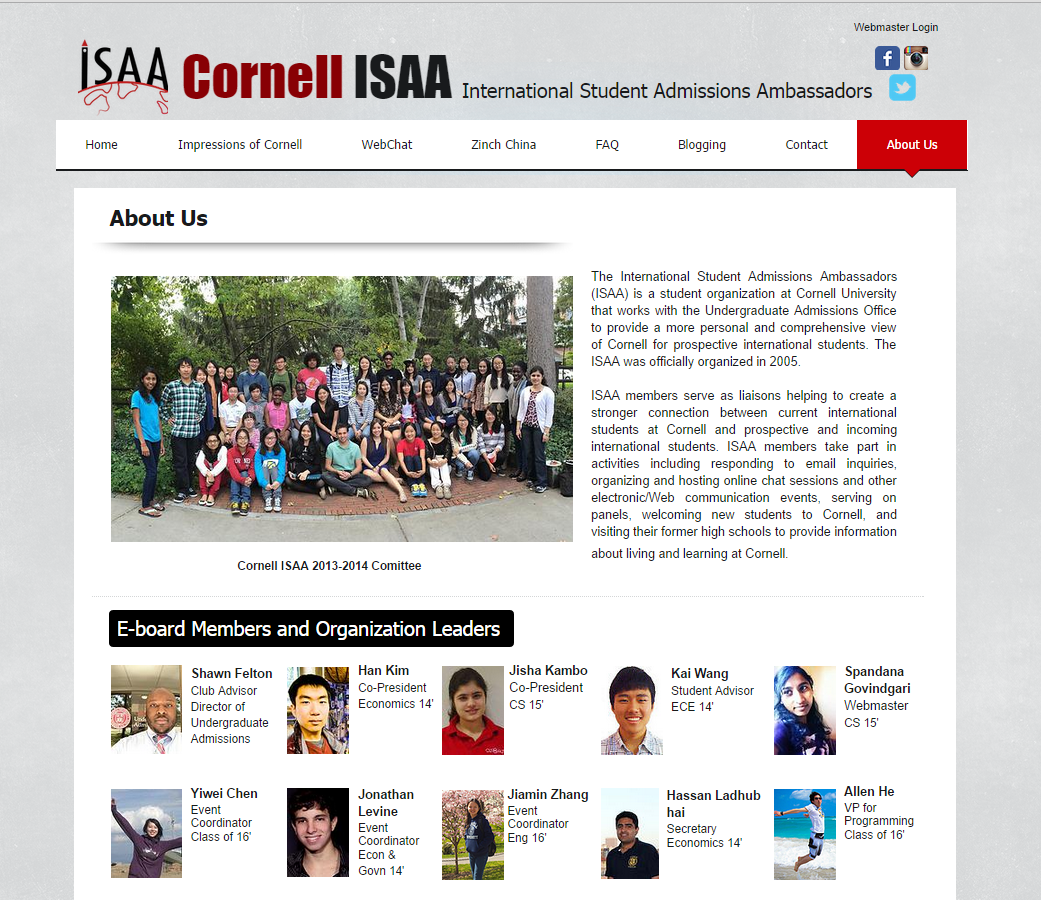 Webmaster Login
ISAA
Cornell ISAA International Student Admissions Ambassadors
Home
Impressions of Cornell
WebChat
Zinch China
FAQ
Blogging
Contact
About Us
About Us
The International Student Admissions Ambassadors
(ISAA) is a student organization at Cornell University
that works with the Undergraduate Admissions Office
to provide a more personal and comprehensive view
of Cornell for prospective international students. The
ISAA was officially organized in 2005.
ISAA members serve as liaisons helping to create a
stronger connection between current international
students at Cornell and prospective and incoming
international students. ISAA members take part in
activities including responding to email inquiries,
organizing and hosting online chat sessions and other
electronic/Web communication events, serving on
panels, welcoming new students to Cornell, and
visiting their former high schools to provide information
about living and learning at Cornell.
Cornell ISAA 2013-2014 Comittee
E-board Members and Organization Leaders
Shawn Felton
Club Advisor
Director of
Undergraduate
Admissions
Han Kim
Co-President
Economics 14'
Jisha Kambo
Co-President
CS 15'
Kai Wang
Student Advisor
ECE 14'
Spandana
Govindgari
Webmaster
CS 15'
Yiwei Chen
Event
Coordinator
Class of 16'
Jonathan
Levine
Event
Coordinator
Econ &
Govn 14'
Jiamin Zhang
Event
Coordinator
Eng 16'
Hassan Ladhub
hai
Secretary
Economics 14'
Allen He
VP for
Programming
Class of 16'